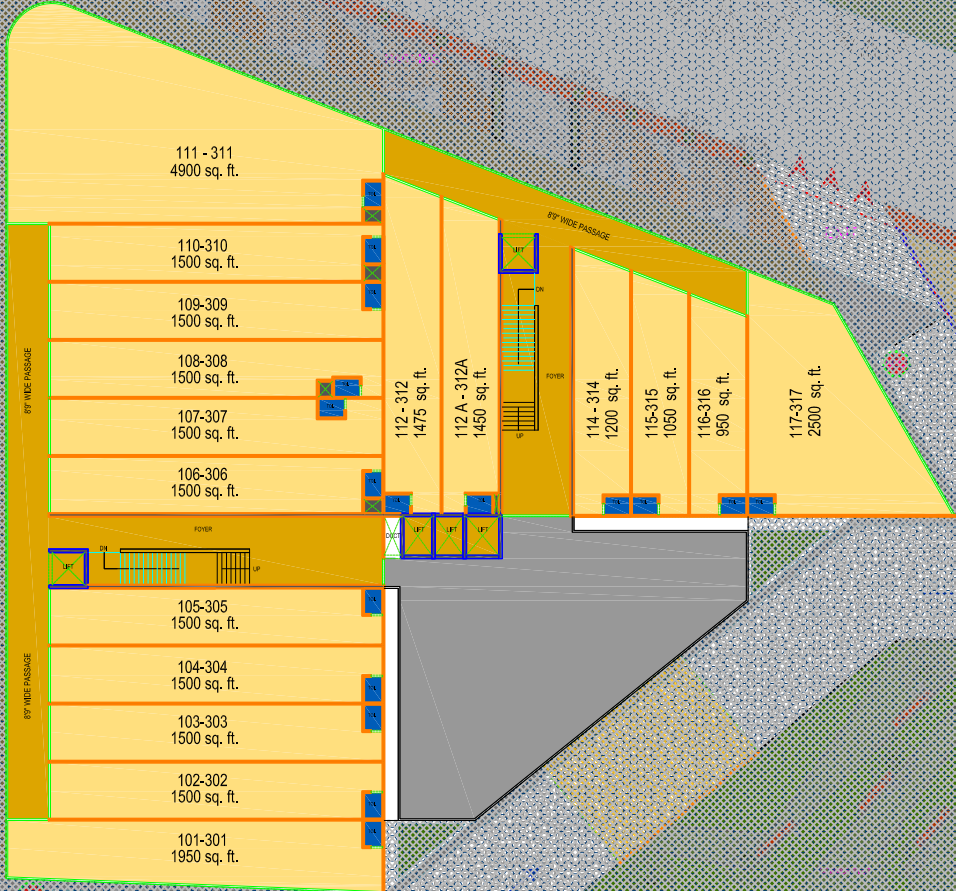 111 - 311
4900 sq. ft.
8'9" WIDE PASSAGE
110-310
1500 sq. ft.
LIFT
109-309
1500 sq. ft.
DN
8'9" WIDE PASSAGE
108-308
1500 sq. ft.
FOYER
112 - 312
1475 sq. ft.
112 A - 312A
1450 sq. ft.
114 - 314
1200 sq. ft.
115-315
1050 sq. ft.
116-316
950 sq. ft.
117-317
2500 sq. ft.
107-307
1500 sq. ft.
UP
106-306
1500 sq. ft.
FOYER
DUCT
LIFT
LIFT
LIFT
DN
LIFT
UP
105-305
1500 sq. ft.
104-304
1500 sq. ft.
8'9" WIDE PASSAGE
103-303
1500 sq. ft.
102-302
1500 sq. ft.
101-301
1950 sq. ft.